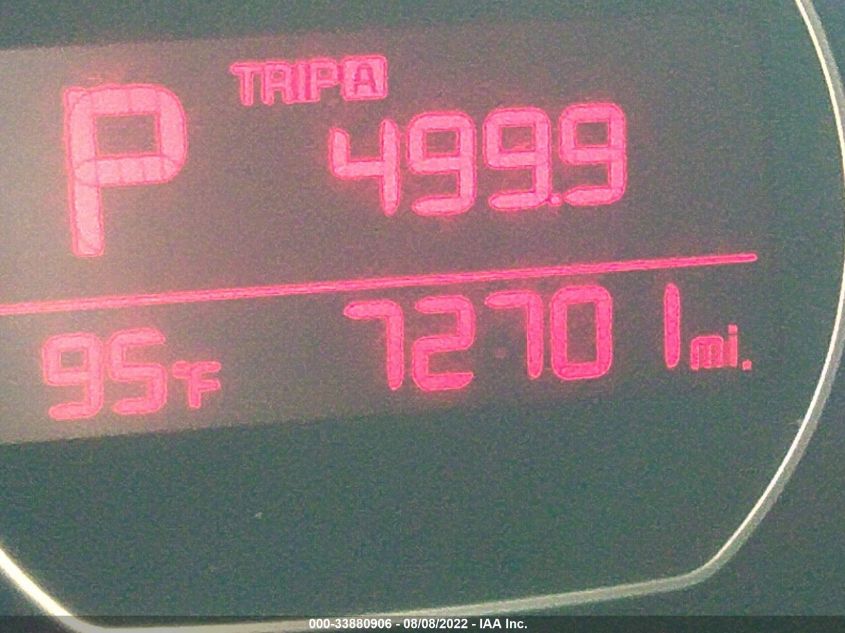 P
TRIP A
499.9
95°F
72701 mi.
000-33880906 - 08/08/2022 - IAA Inc.